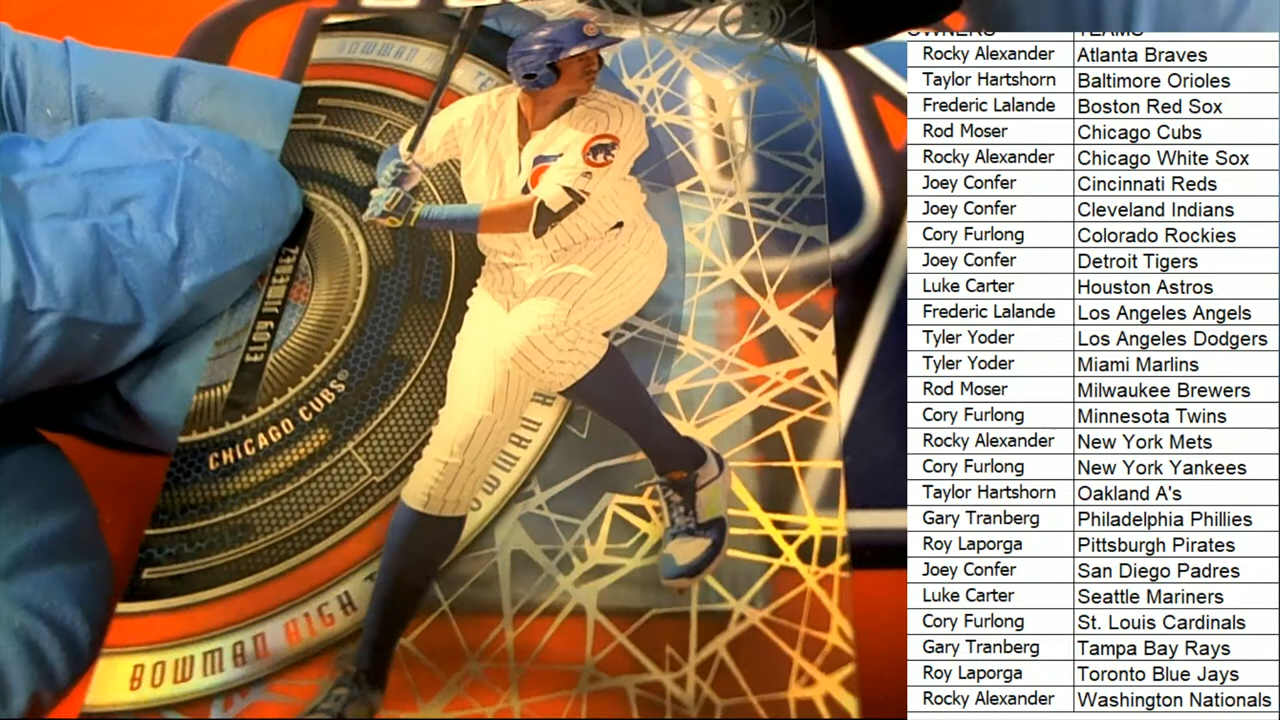 ELOY JIMENEZ
CHICAGO CUBS®
BOWMAN HIGH
OWNERS TEAMS
Rocky Alexander Atlanta Braves
Taylor Hartshorn Baltimore Orioles
Frederic Lalande Boston Red Sox
Rod Moser Chicago Cubs
Rocky Alexander Chicago White Sox
Joey Confer Cincinnati Reds
Joey Confer Cleveland Indians
Cory Furlong Colorado Rockies
Joey Confer Detroit Tigers
Luke Carter Houston Astros
Frederic Lalande Los Angeles Angels
Tyler Yoder Los Angeles Dodgers
Tyler Yoder Miami Marlins
Rod Moser Milwaukee Brewers
Cory Furlong Minnesota Twins
Rocky Alexander New York Mets
Cory Furlong New York Yankees
Taylor Hartshorn Oakland A's
Gary Tranberg Philadelphia Phillies
Roy Laporga Pittsburgh Pirates
Joey Confer San Diego Padres
Luke Carter Seattle Mariners
Cory Furlong St. Louis Cardinals
Gary Tranberg Tampa Bay Rays
Roy Laporga Toronto Blue Jays
Rocky Alexander Washington Nationals